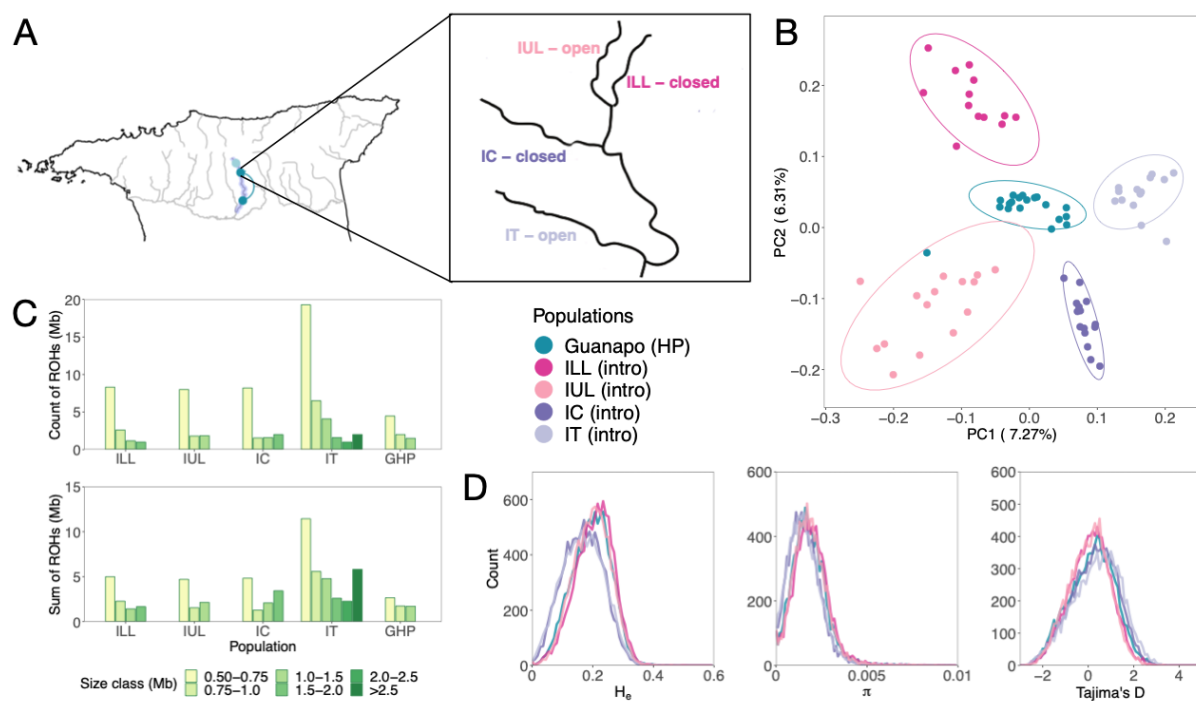 A
IUL – open
ILL – closed
IC – closed
IT – open
B
PC2 ( 6.31%)
0.2
0.1
0.0
−0.1
−0.2
−0.3
−0.2
−0.1
0.0
0.1
0.2
PC1 ( 7.27%)
Populations
Guanapo (HP)
ILL (intro)
IUL (intro)
IC (intro)
IT (intro)
C
Count of ROHs (Mb)
20
15
10
5
0
ILL
IUL
IC
IT
GHP
Sum of ROHs (Mb)
15
10
5
0
ILL
IUL
IC
IT
GHP
Population
Size class (Mb)
0.50−0.75
0.75−1.0
1.0−1.5
1.5−2.0
2.0−2.5
>2.5
D
Count
600
400
200
0
0.0
0.2
0.4
0.6
He
600
500
400
300
200
100
0
0
0.005
0.01
π
600
500
400
300
200
100
0
−2
0
2
4
Tajima's D